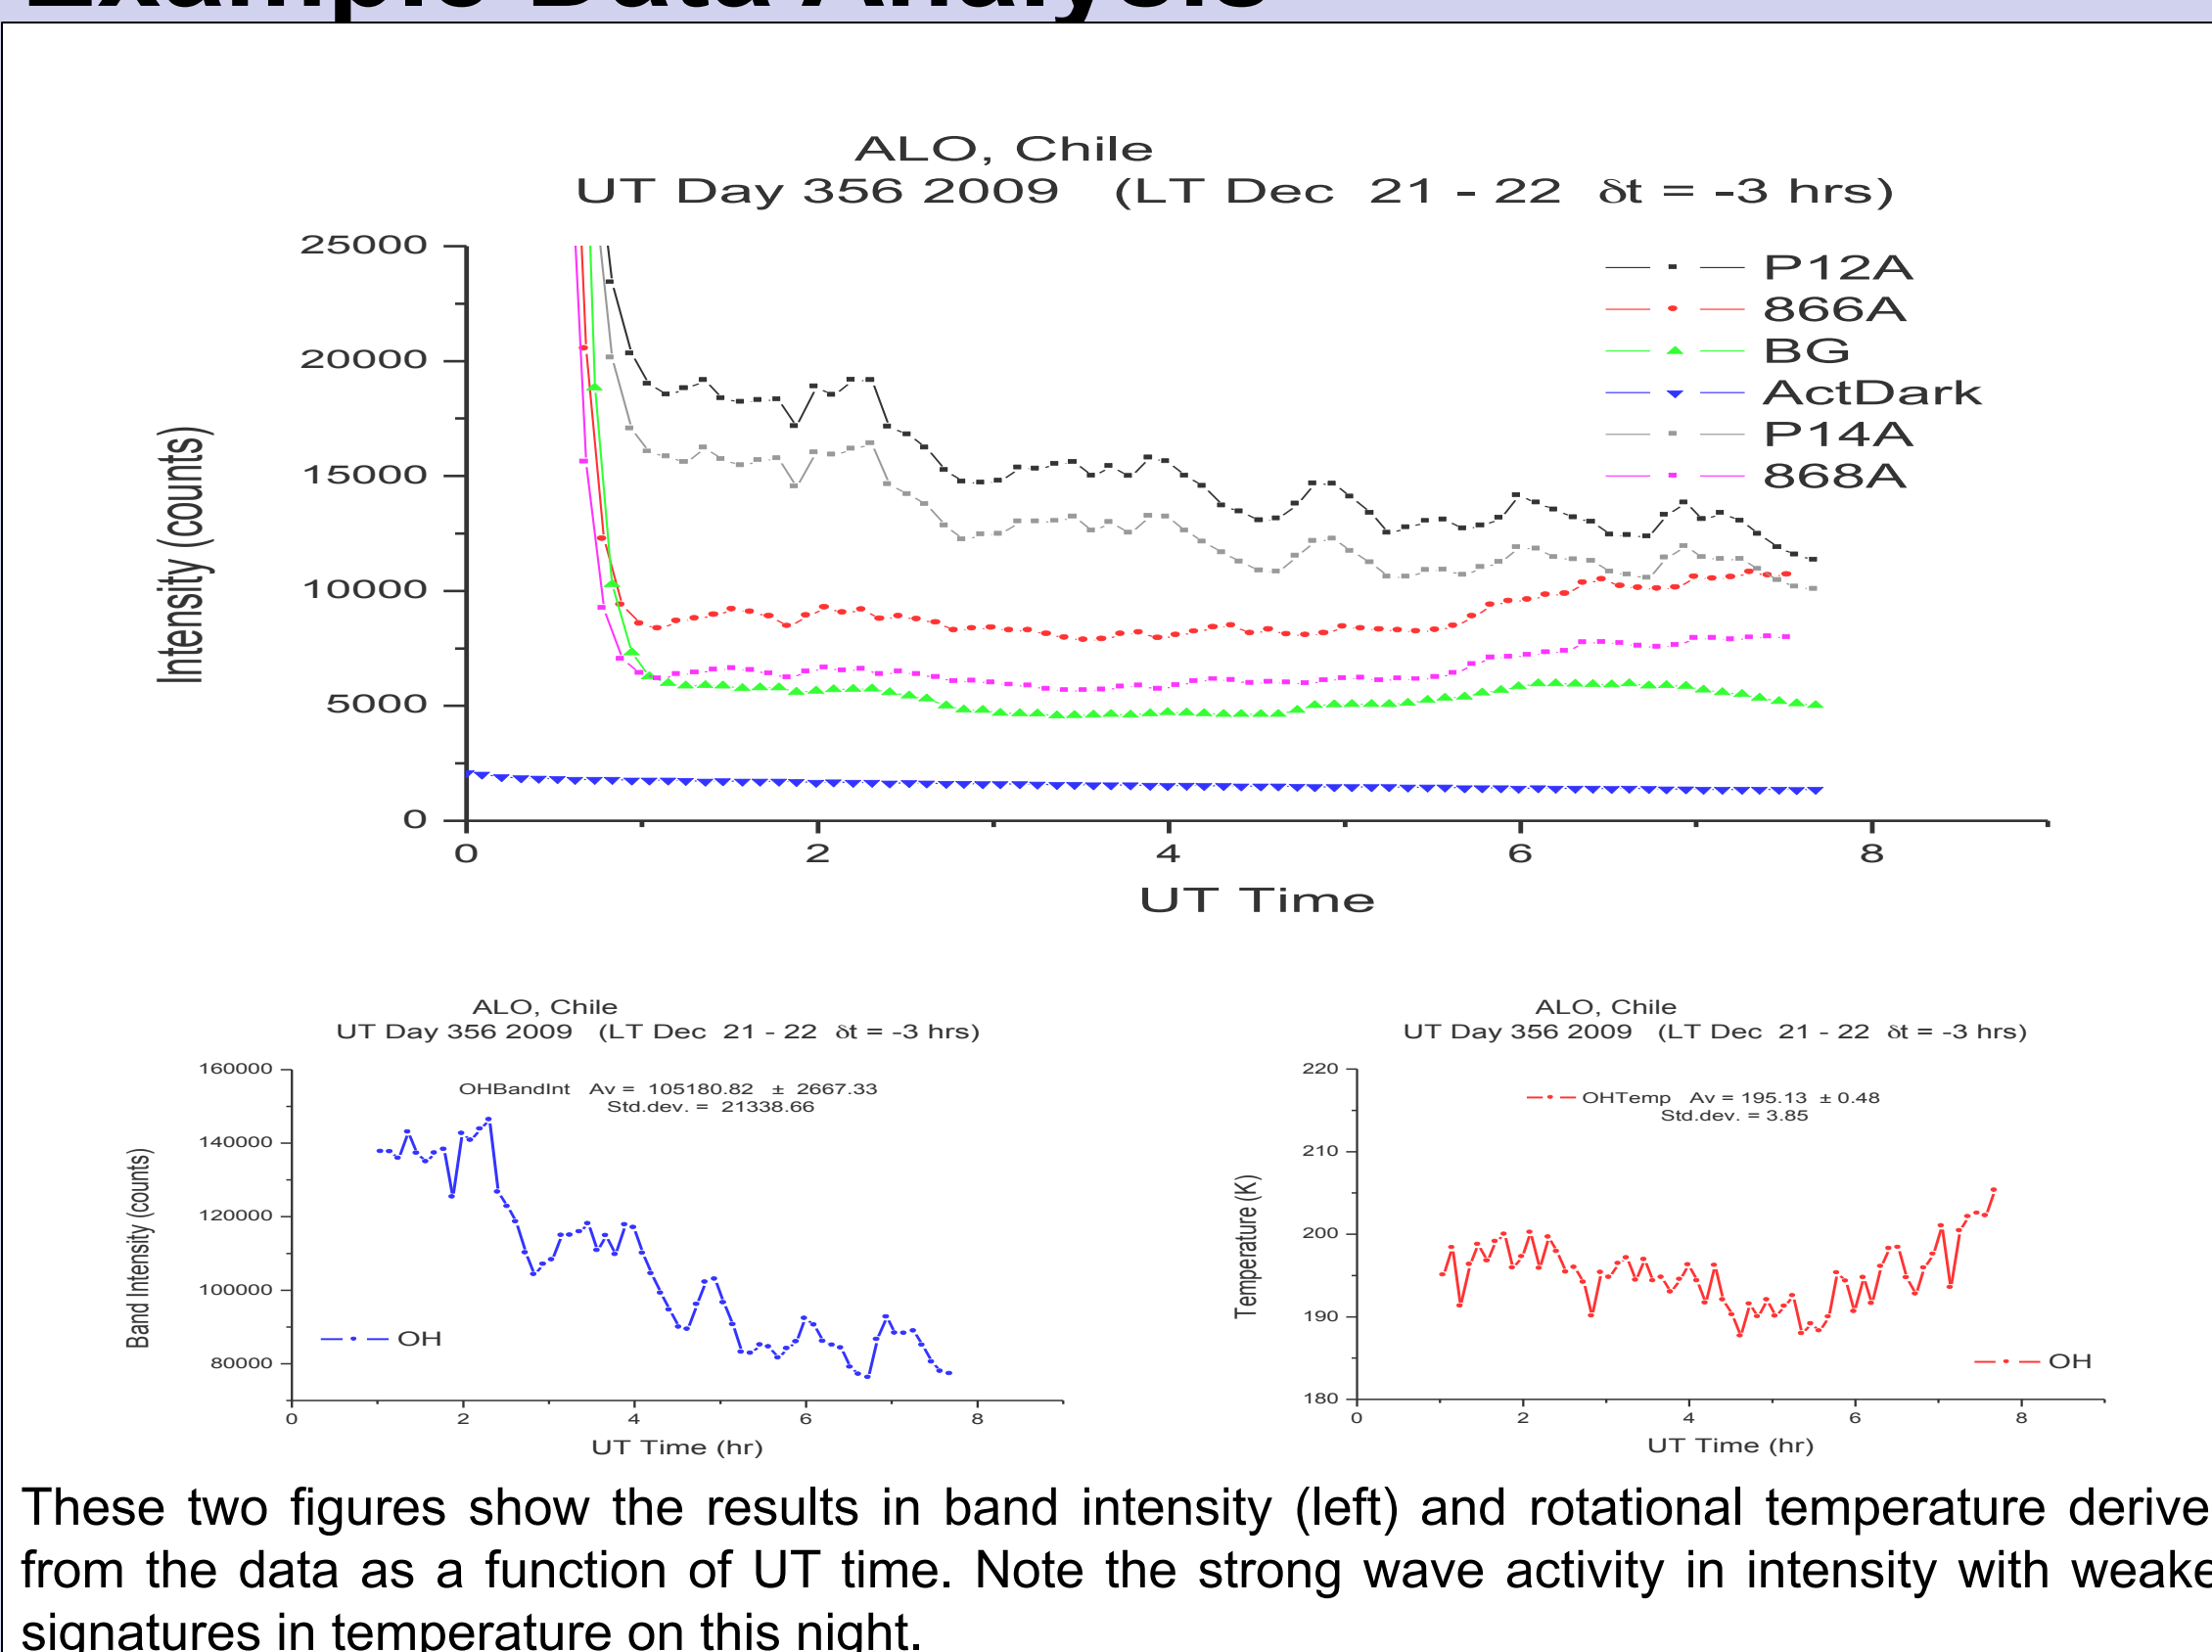 Example Data Analysis
ALO, Chile
UT Day 356 2009 (LT Dec 21 - 22 δt = -3 hrs)
25000
20000
15000
10000
5000
0
Intensity (counts)
P12A
866A
BG
ActDark
P14A
868A
0 2 4 6 8
UT Time
ALO, Chile
UT Day 356 2009 (LT Dec 21 - 22 δt = -3 hrs)
160000
140000
120000
100000
80000
Band Intensity (counts)
OHBandInt Av = 105180.82 ± 2667.33
Std.dev. = 21338.66
OH
0 2 4 6 8
UT Time (hr)
ALO, Chile
UT Day 356 2009 (LT Dec 21 - 22 δt = -3 hrs)
220
210
200
190
180
Temperature (K)
OHTemp Av = 195.13 ± 0.48
Std.dev. = 3.85
OH
0 2 4 6 8
UT Time (hr)
These two figures show the results in band intensity (left) and rotational temperature derive
from the data as a function of UT time. Note the strong wave activity in intensity with weake
signatures in temperature on this night.